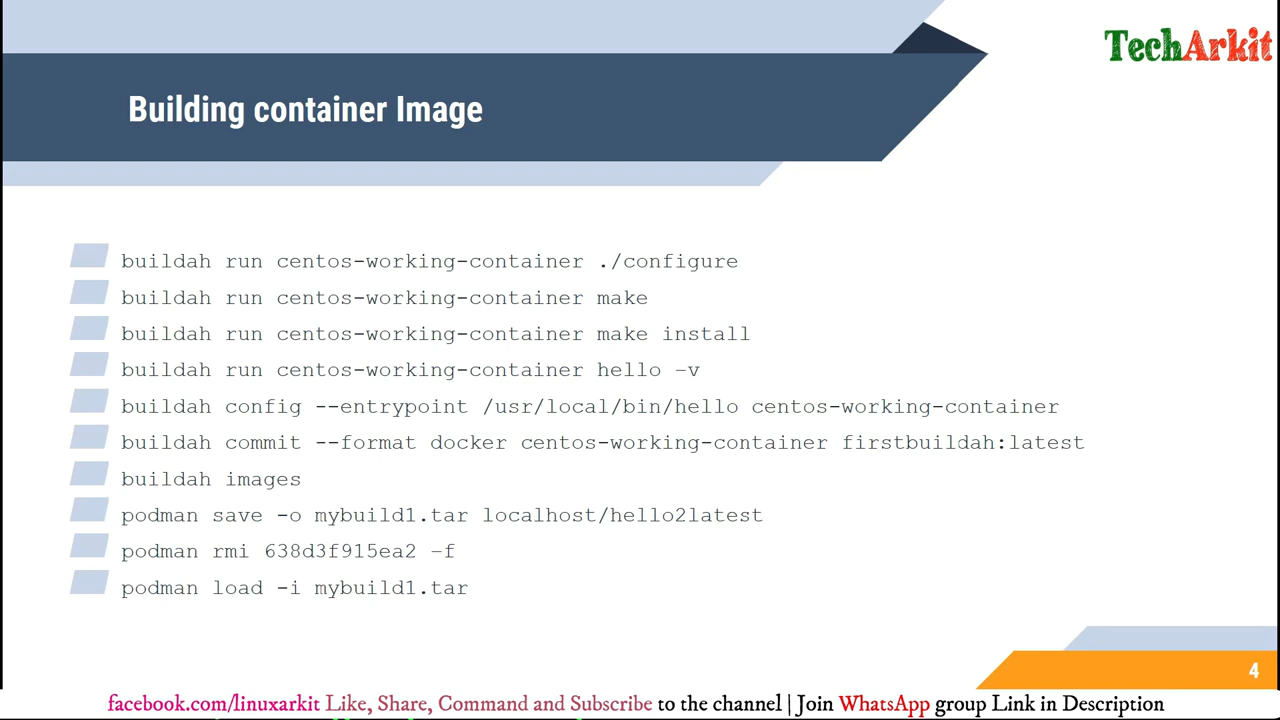 TechArkit
Building container Image
buildah run centos-working-container ./configure
buildah run centos-working-container make
buildah run centos-working-container make install
buildah run centos-working-container hello –v
buildah config --entrypoint /usr/local/bin/hello centos-working-container
buildah commit --format docker centos-working-container firstbuildah:latest
buildah images
podman save -o mybuild1.tar localhost/hello2latest
podman rmi 638d3f915ea2 –f
podman load -i mybuild1.tar
4
facebook.com/linuxarkit Like, Share, Command and Subscribe to the channel | Join WhatsApp group Link in Description